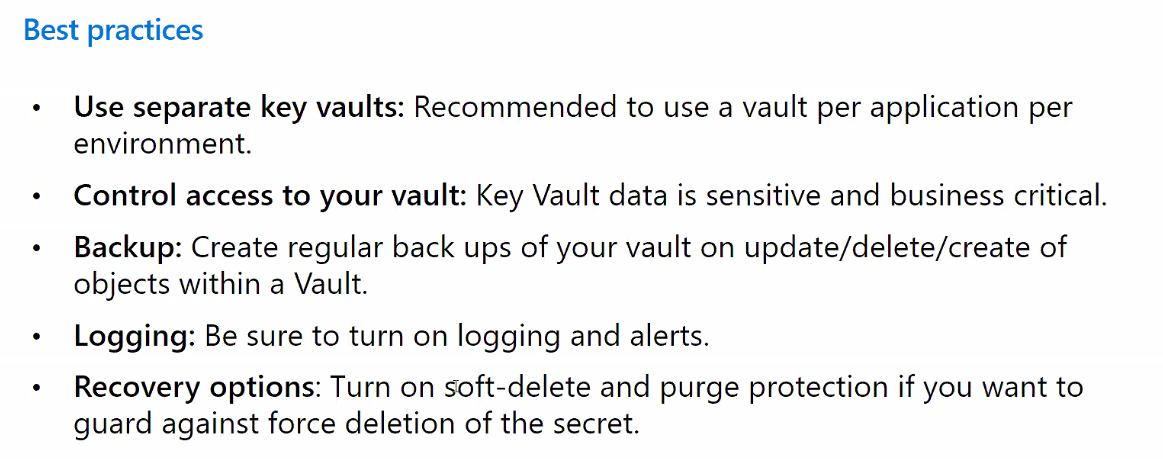 Best practices
• Use separate key vaults: Recommended to use a vault per application per
environment.
• Control access to your vault: Key Vault data is sensitive and business critical.
• Backup: Create regular back ups of your vault on update/delete/create of
objects within a Vault.
• Logging: Be sure to turn on logging and alerts.
• Recovery options: Turn on soft-delete and purge protection if you want to
guard against force deletion of the secret.